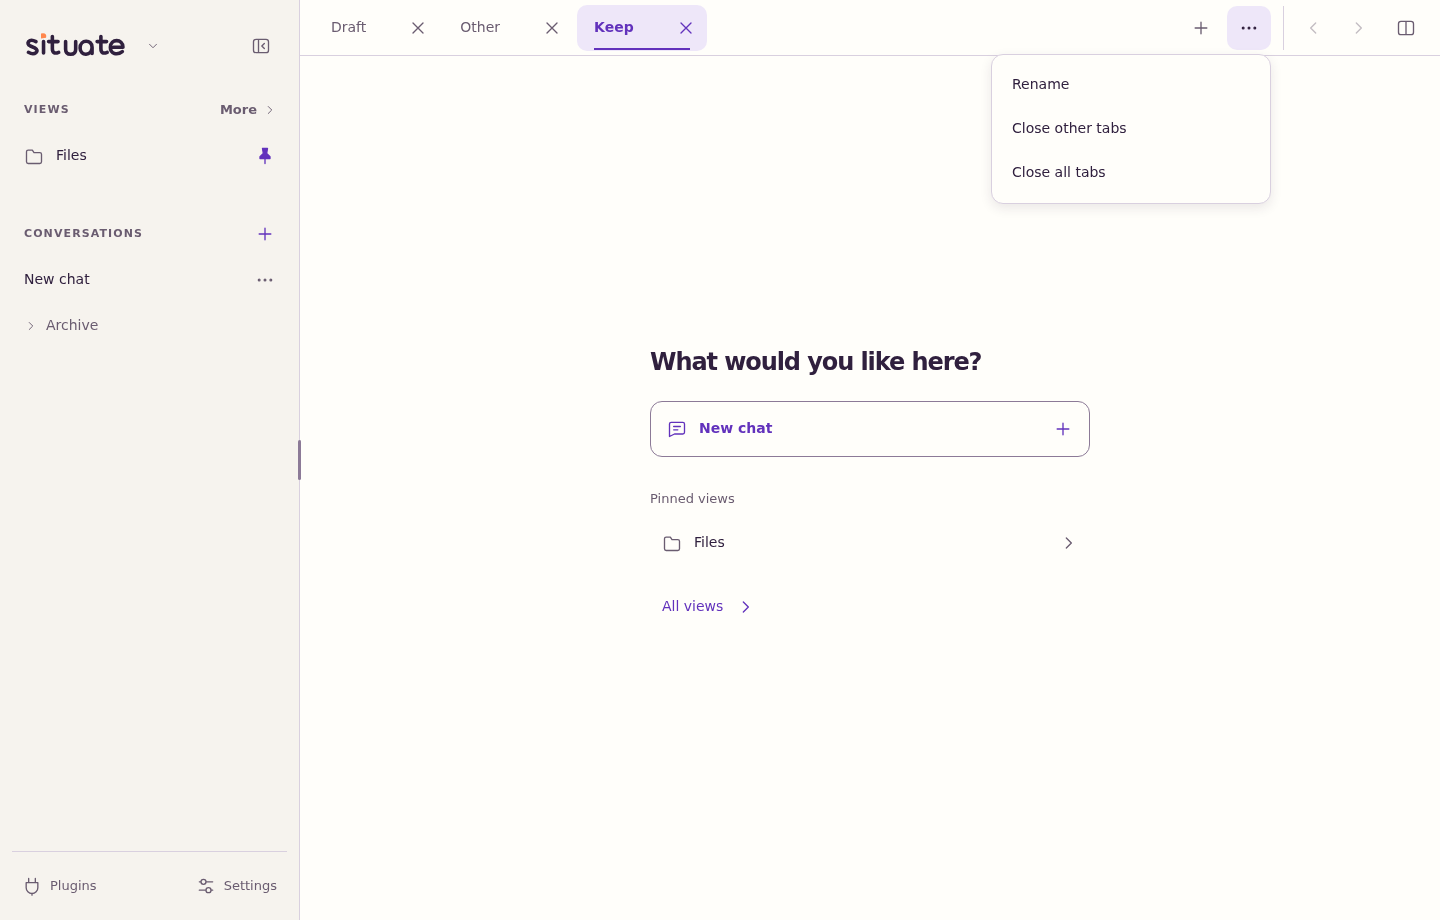 situate
Draft
Other
Keep
Rename
Close other tabs
Close all tabs
VIEWS
More
Files
CONVERSATIONS
New chat
Archive
What would you like here?
New chat
Pinned views
Files
All views
Plugins
Settings